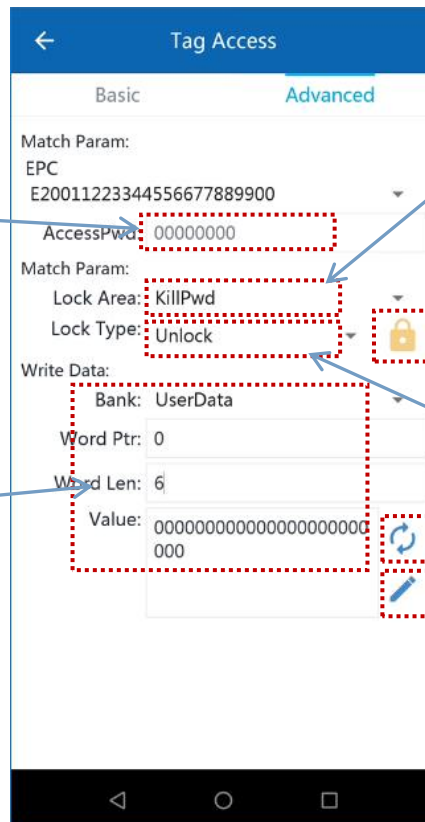 Tag Access
Basic Advanced
Match Param:
EPC
E20011223344556677889900
AccessPwd: 00000000
Match Param:
Lock Area: KillPwd
Lock Type: Unlock
Write Data:
Bank: UserData
Word Ptr: 0
Word Len: 6
Value: 000000000000000000000
000